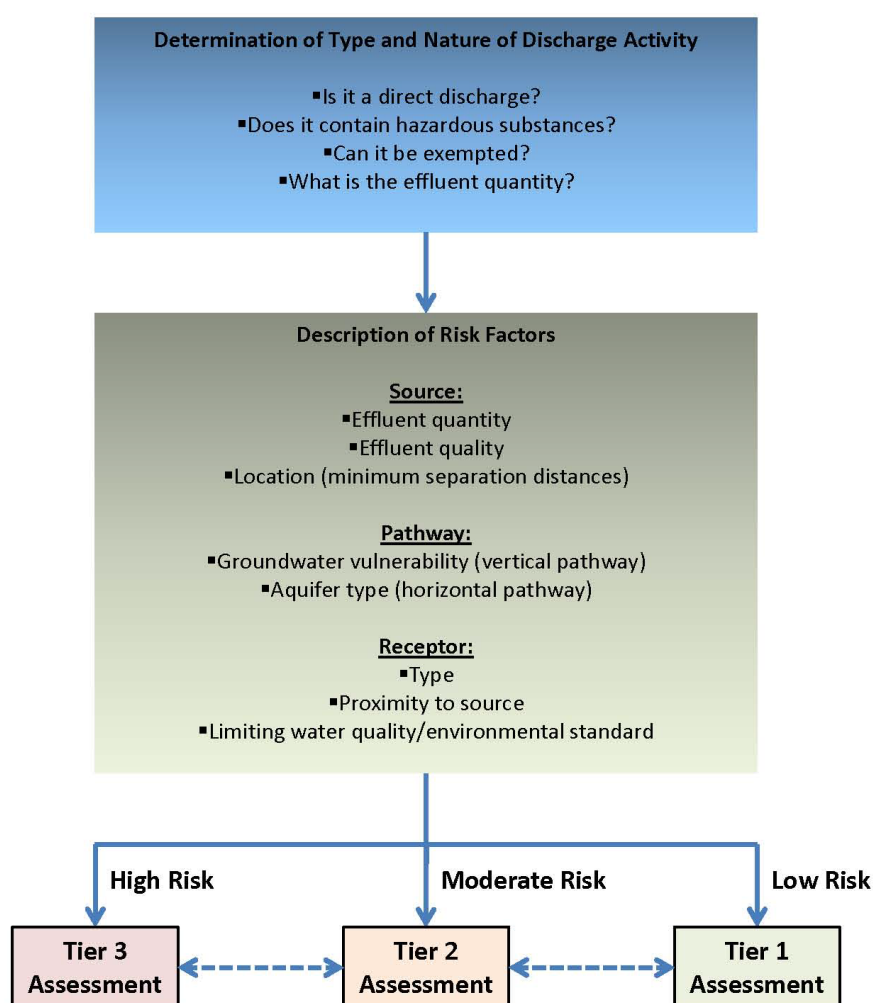 Determination of Type and Nature of Discharge Activity
▪Is it a direct discharge?
▪Does it contain hazardous substances?
▪Can it be exempted?
▪What is the effluent quantity?
Description of Risk Factors
Source:
▪Effluent quantity
▪Effluent quality
▪Location (minimum separation distances)
Pathway:
▪Groundwater vulnerability (vertical pathway)
▪Aquifer type (horizontal pathway)
Receptor:
▪Type
▪Proximity to source
▪Limiting water quality/environmental standard
High Risk
Moderate Risk
Low Risk
Tier 3
Assessment
Tier 2
Assessment
Tier 1
Assessment